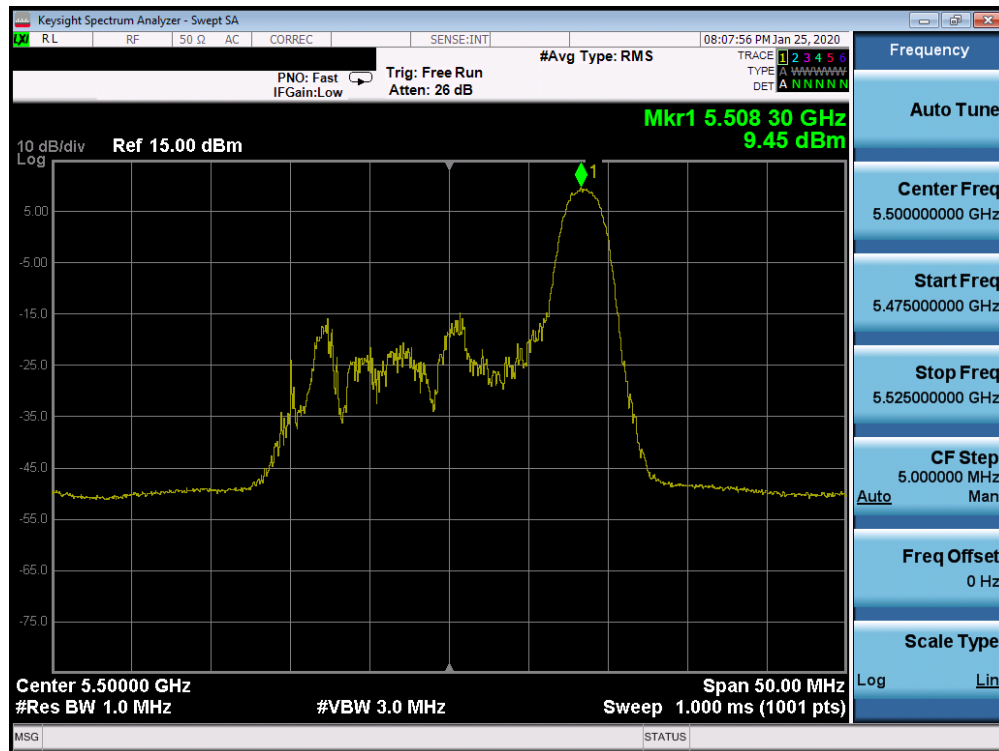 Keysight Spectrum Analyzer - Swept SA
LXI RL RF 50 Ω AC CORREC SENSE:INT 08:07:56 PM Jan 25, 2020
#Avg Type: RMS
TRACE 1 2 3 4 5 6
TYPE A WWWWW
DET A N N N N N
PNO: Fast
IFGain:Low
Trig: Free Run
Atten: 26 dB
Mkr1 5.508 30 GHz
9.45 dBm
10 dB/div Ref 15.00 dBm
Log
1
5.00
-5.00
-15.0
-25.0
-35.0
-45.0
-55.0
-65.0
-75.0
Center 5.50000 GHz Span 50.00 MHz
#Res BW 1.0 MHz #VBW 3.0 MHz Sweep 1.000 ms (1001 pts)
MSG STATUS
Frequency
Auto Tune
Center Freq
5.500000000 GHz
Start Freq
5.475000000 GHz
Stop Freq
5.525000000 GHz
CF Step
5.000000 MHz
Auto Man
Freq Offset
0 Hz
Scale Type
Log Lin